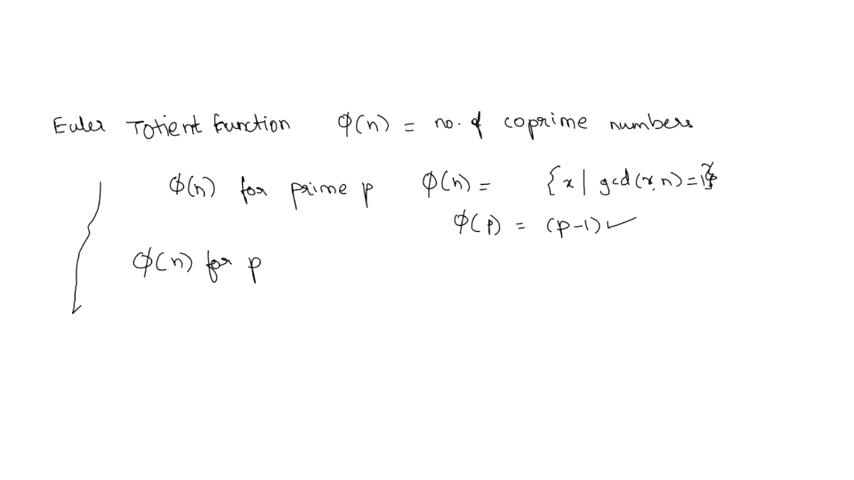 Euler Totient function ϕ(n) = no. of coprime numbers
ϕ(n) for prime p ϕ(n) = {x | gcd(x, n) = 1}
ϕ(p) = (p-1) ✓
ϕ(n) for p